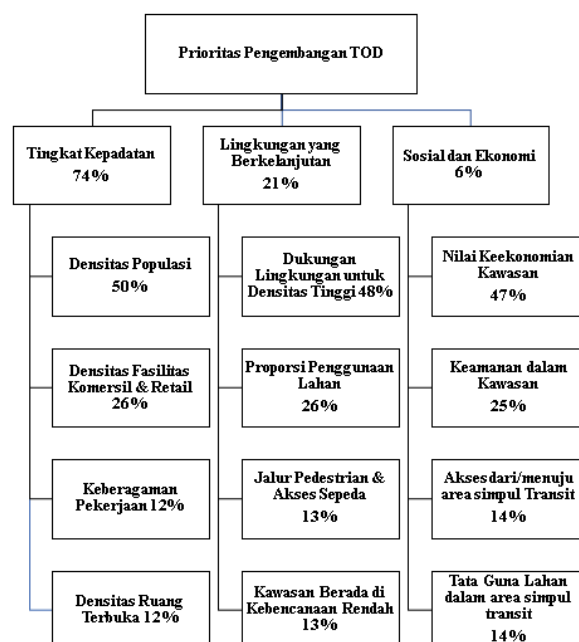 Prioritas Pengembangan TOD
Tingkat Kepadatan
74%
Lingkungan yang
Berkelanjutan
21%
Sosial dan Ekonomi
6%
Densitas Populasi
50%
Dukungan
Lingkungan untuk
Densitas Tinggi 48%
Nilai Keekonomian
Kawasan
47%
Densitas Fasilitas
Komersil & Retail
26%
Proporsi Penggunaan
Lahan
26%
Keamanan dalam
Kawasan
25%
Keberagaman
Pekerjaan 12%
Jalur Pedestrian &
Akses Sepeda
13%
Akses dari/menuju
area simpul Transit
14%
Densitas Ruang
Terbuka 12%
Kawasan Berada di
Kebencanaan Rendah
13%
Tata Guna Lahan
dalam area simpul
transit
14%